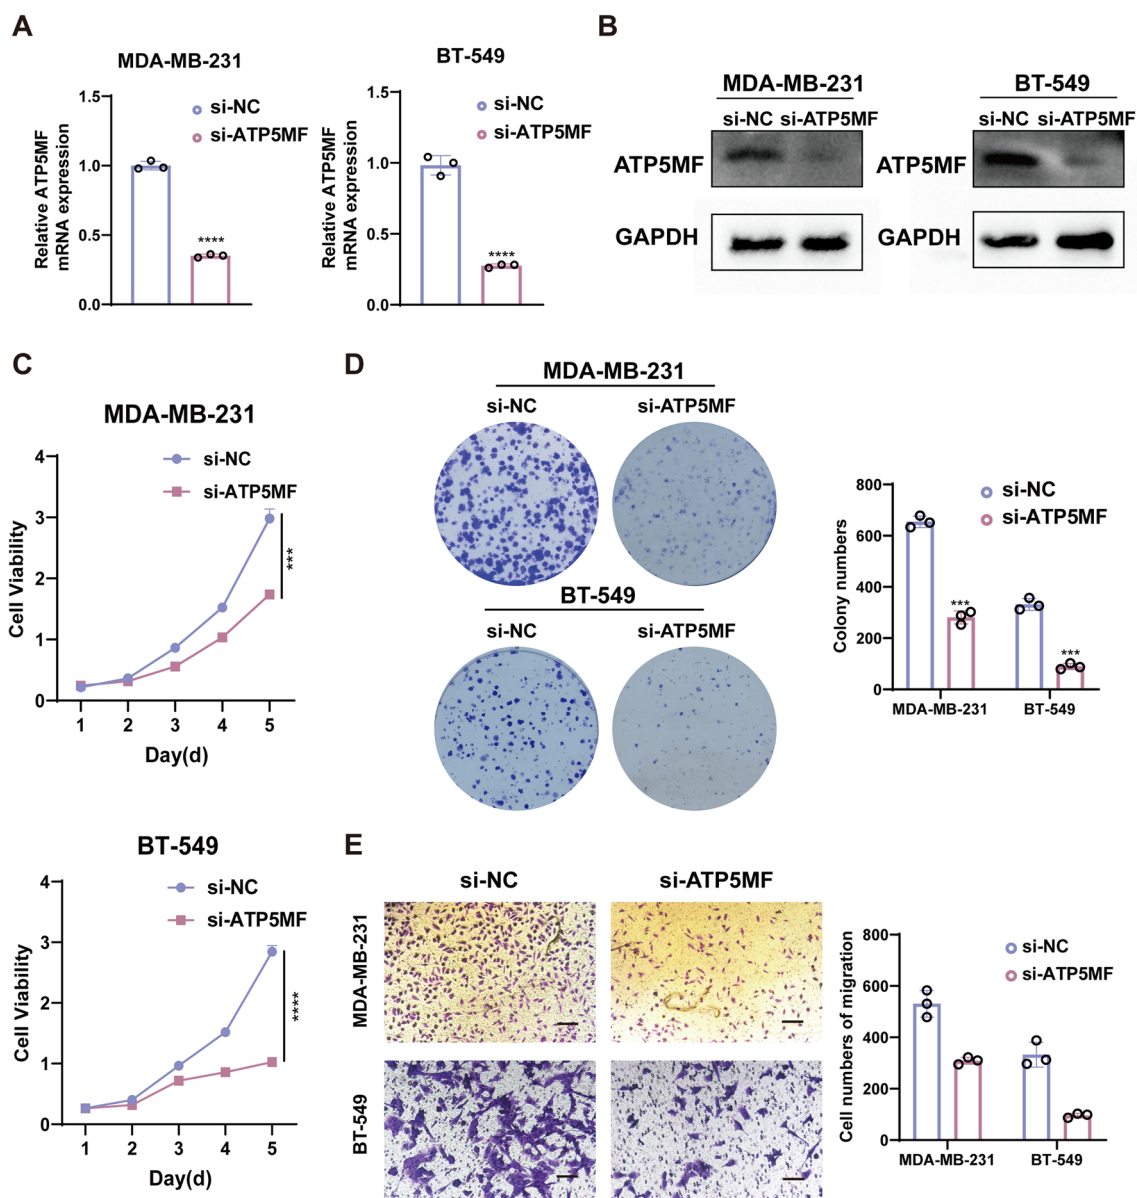 A
MDA-MB-231
si-NC
si-ATP5MF
Relative ATP5MF
mRNA expression
1.5
1.0
0.5
0.0
****
BT-549
si-NC
si-ATP5MF
Relative ATP5MF
mRNA expression
1.5
1.0
0.5
0.0
****
B
MDA-MB-231
si-NC si-ATP5MF
BT-549
si-NC si-ATP5MF
ATP5MF
ATP5MF
GAPDH
GAPDH
C
MDA-MB-231
si-NC
si-ATP5MF
Cell Viability
4
3
2
1
0
***
1 2 3 4 5
Day(d)
BT-549
si-NC
si-ATP5MF
Cell Viability
4
3
2
1
0
****
1 2 3 4 5
Day(d)
D
MDA-MB-231
si-NC si-ATP5MF
BT-549
si-NC si-ATP5MF
Colony numbers
800
600
400
200
0
si-NC
si-ATP5MF
***
***
MDA-MB-231 BT-549
E
si-NC si-ATP5MF
MDA-MB-231
BT-549
Cell numbers of migration
800
600
400
200
0
si-NC
si-ATP5MF
MDA-MB-231 BT-549